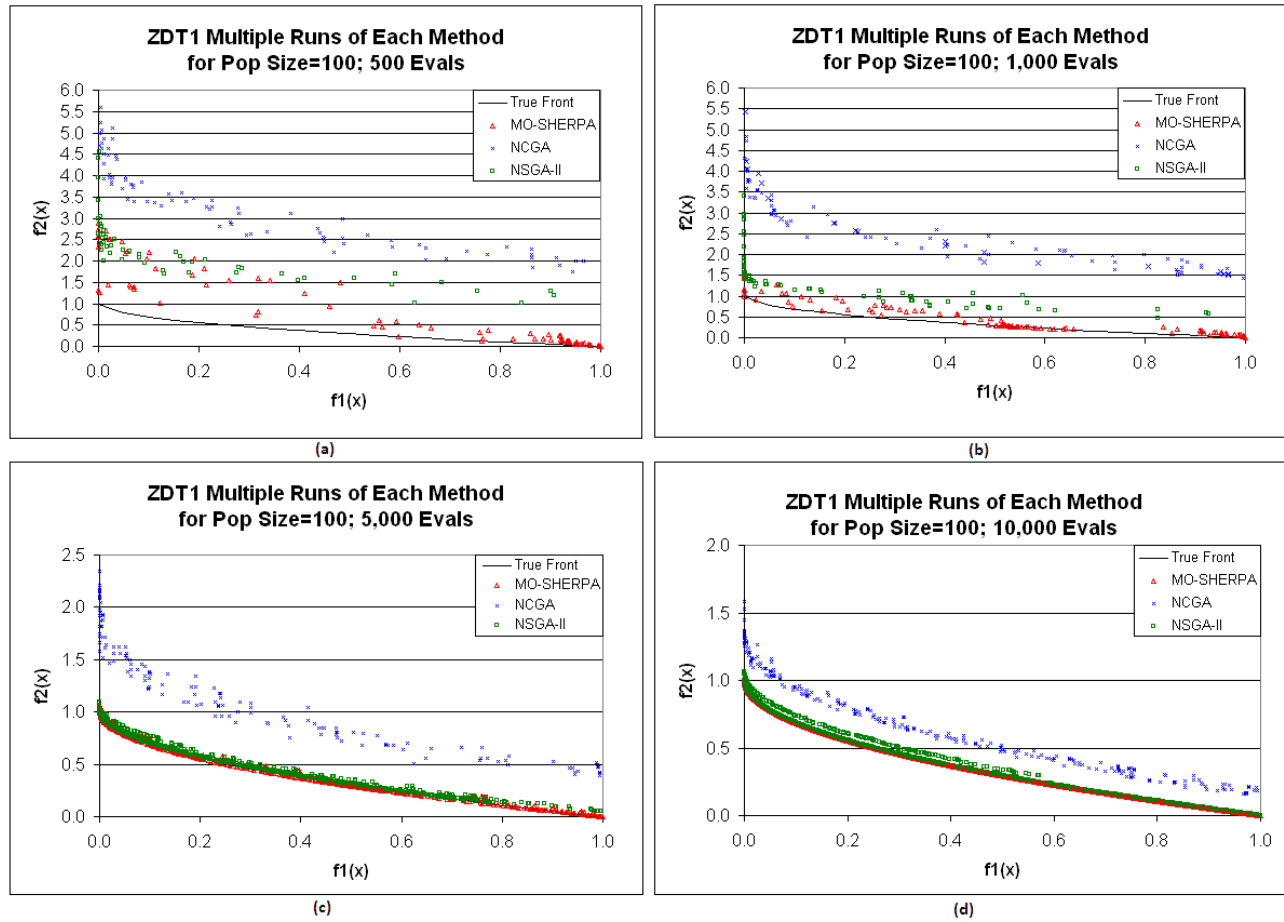 ZDT1 Multiple Runs of Each Method
for Pop Size=100; 500 Evals
6.0
5.5
5.0
4.5
4.0
3.5
3.0
2.5
2.0
1.5
1.0
0.5
0.0
f2(x)
True Front
MO-SHERPA
NCGA
NSGA-II
0.0 0.2 0.4 0.6 0.8 1.0
f1(x)
(a)
ZDT1 Multiple Runs of Each Method
for Pop Size=100; 1,000 Evals
6.0
5.5
5.0
4.5
4.0
3.5
3.0
2.5
2.0
1.5
1.0
0.5
0.0
f2(x)
True Front
MO-SHERPA
NCGA
NSGA-II
0.0 0.2 0.4 0.6 0.8 1.0
f1(x)
(b)
ZDT1 Multiple Runs of Each Method
for Pop Size=100; 5,000 Evals
2.5
2.0
1.5
1.0
0.5
0.0
f2(x)
True Front
MO-SHERPA
NCGA
NSGA-II
0.0 0.2 0.4 0.6 0.8 1.0
f1(x)
(c)
ZDT1 Multiple Runs of Each Method
for Pop Size=100; 10,000 Evals
2.0
1.5
1.0
0.5
0.0
f2(x)
True Front
MO-SHERPA
NCGA
NSGA-II
0.0 0.2 0.4 0.6 0.8 1.0
f1(x)
(d)